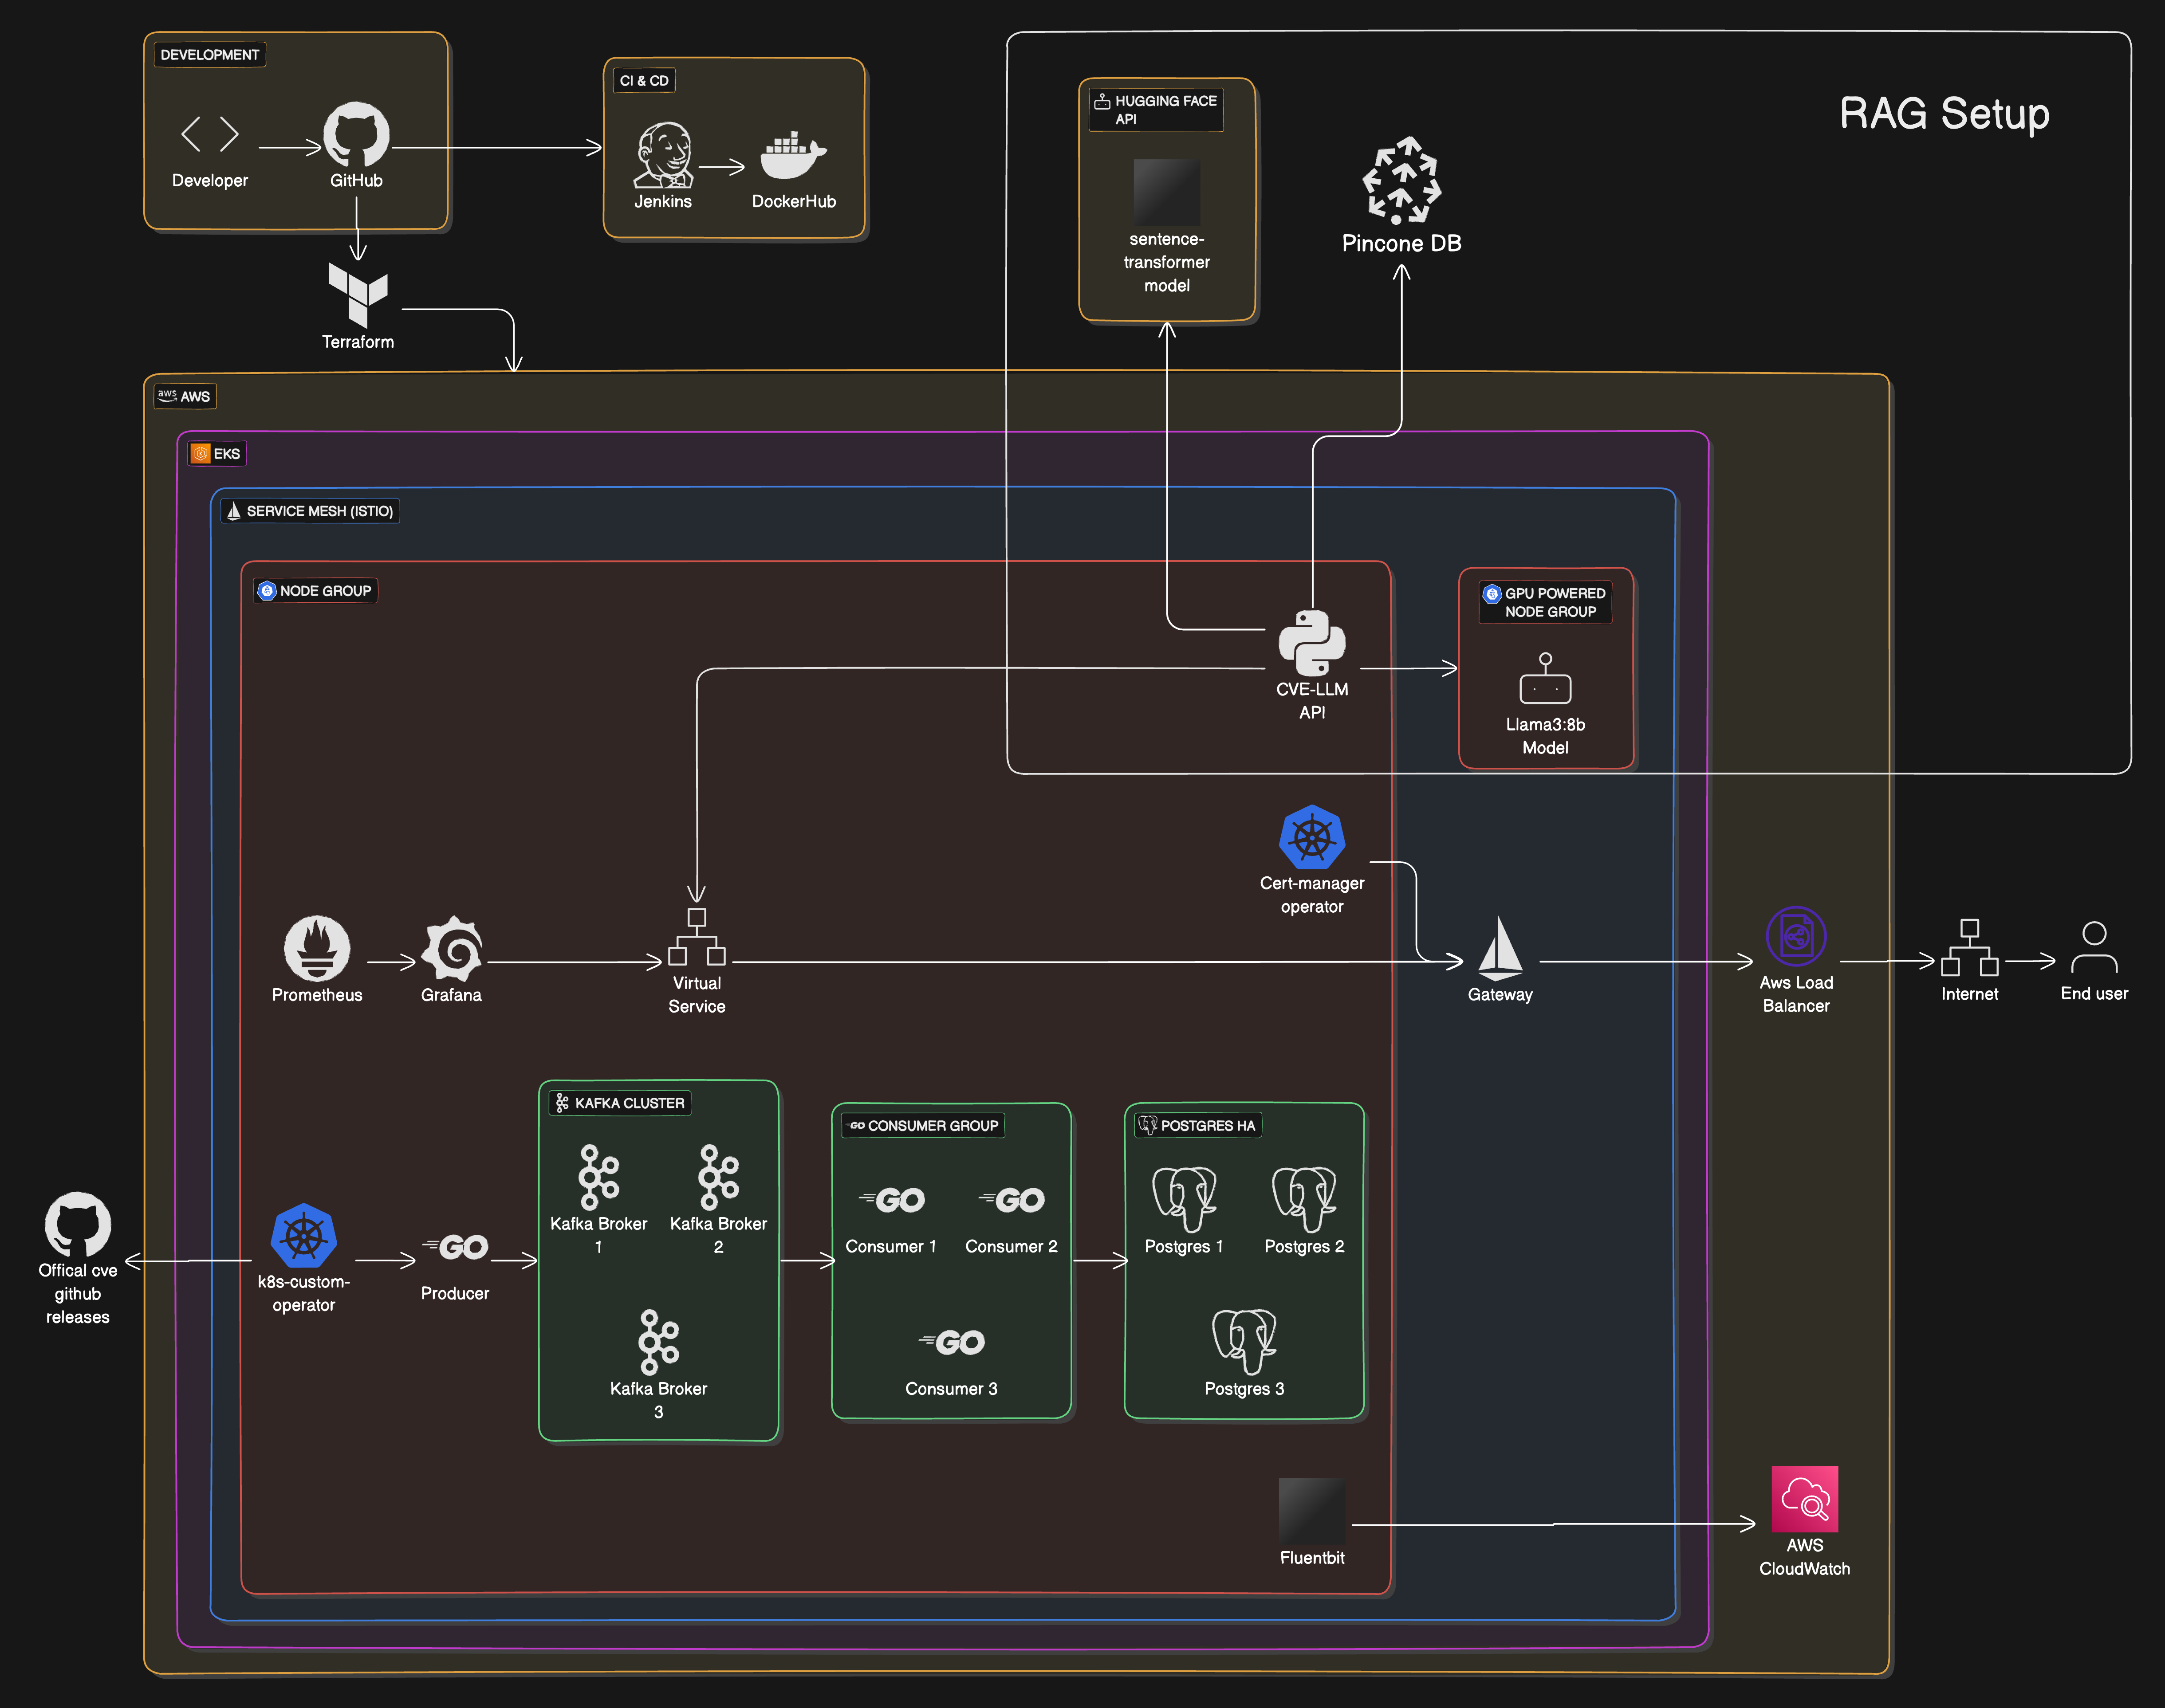 DEVELOPMENT
Developer
GitHub
CI & CD
Jenkins
DockerHub
Terraform
HUGGING FACE
API
sentence-
transformer
model
Pincone DB
RAG Setup
aws AWS
EKS
SERVICE MESH (ISTIO)
NODE GROUP
CVE-LLM
API
GPU POWERED
NODE GROUP
Llama3:8b
Model
Cert-manager
operator
Prometheus
Grafana
Virtual
Service
Gateway
Aws Load
Balancer
Internet
End user
Offical cve
github
releases
k8s-custom-
operator
GO
Producer
KAFKA CLUSTER
Kafka Broker
1
Kafka Broker
2
Kafka Broker
3
GO CONSUMER GROUP
GO
Consumer 1
GO
Consumer 2
GO
Consumer 3
POSTGRES HA
Postgres 1
Postgres 2
Postgres 3
Fluentbit
AWS
CloudWatch